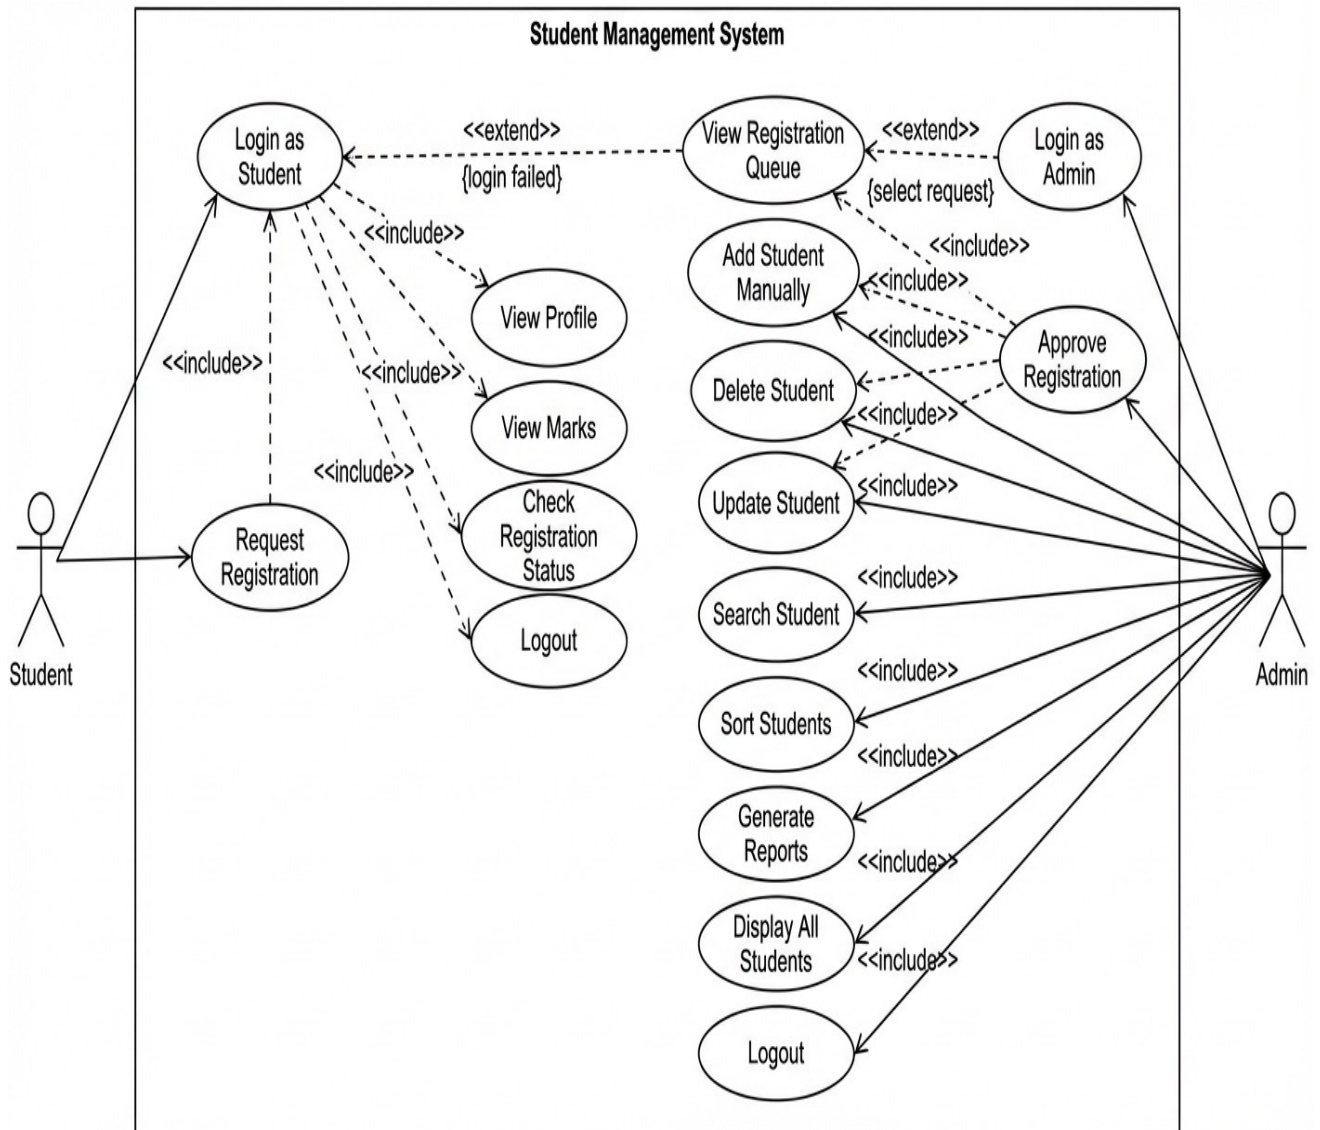 Student Management System
Login as
Student
<<extend>>
{login failed}
View Registration
Queue
<<extend>>
{select request}
Login as
Admin
<<include>>
View Profile
<<include>>
<<include>>
View Marks
<<include>>
Check
Registration
Status
Logout
Request
Registration
Student
Add Student
Manually
<<include>>
<<include>>
<<include>>
Approve
Registration
Delete Student
<<include>>
Update Student
<<include>>
Search Student
<<include>>
Sort Students
<<include>>
<<include>>
Generate
Reports
<<include>>
Display All
Students
<<include>>
Logout
Admin